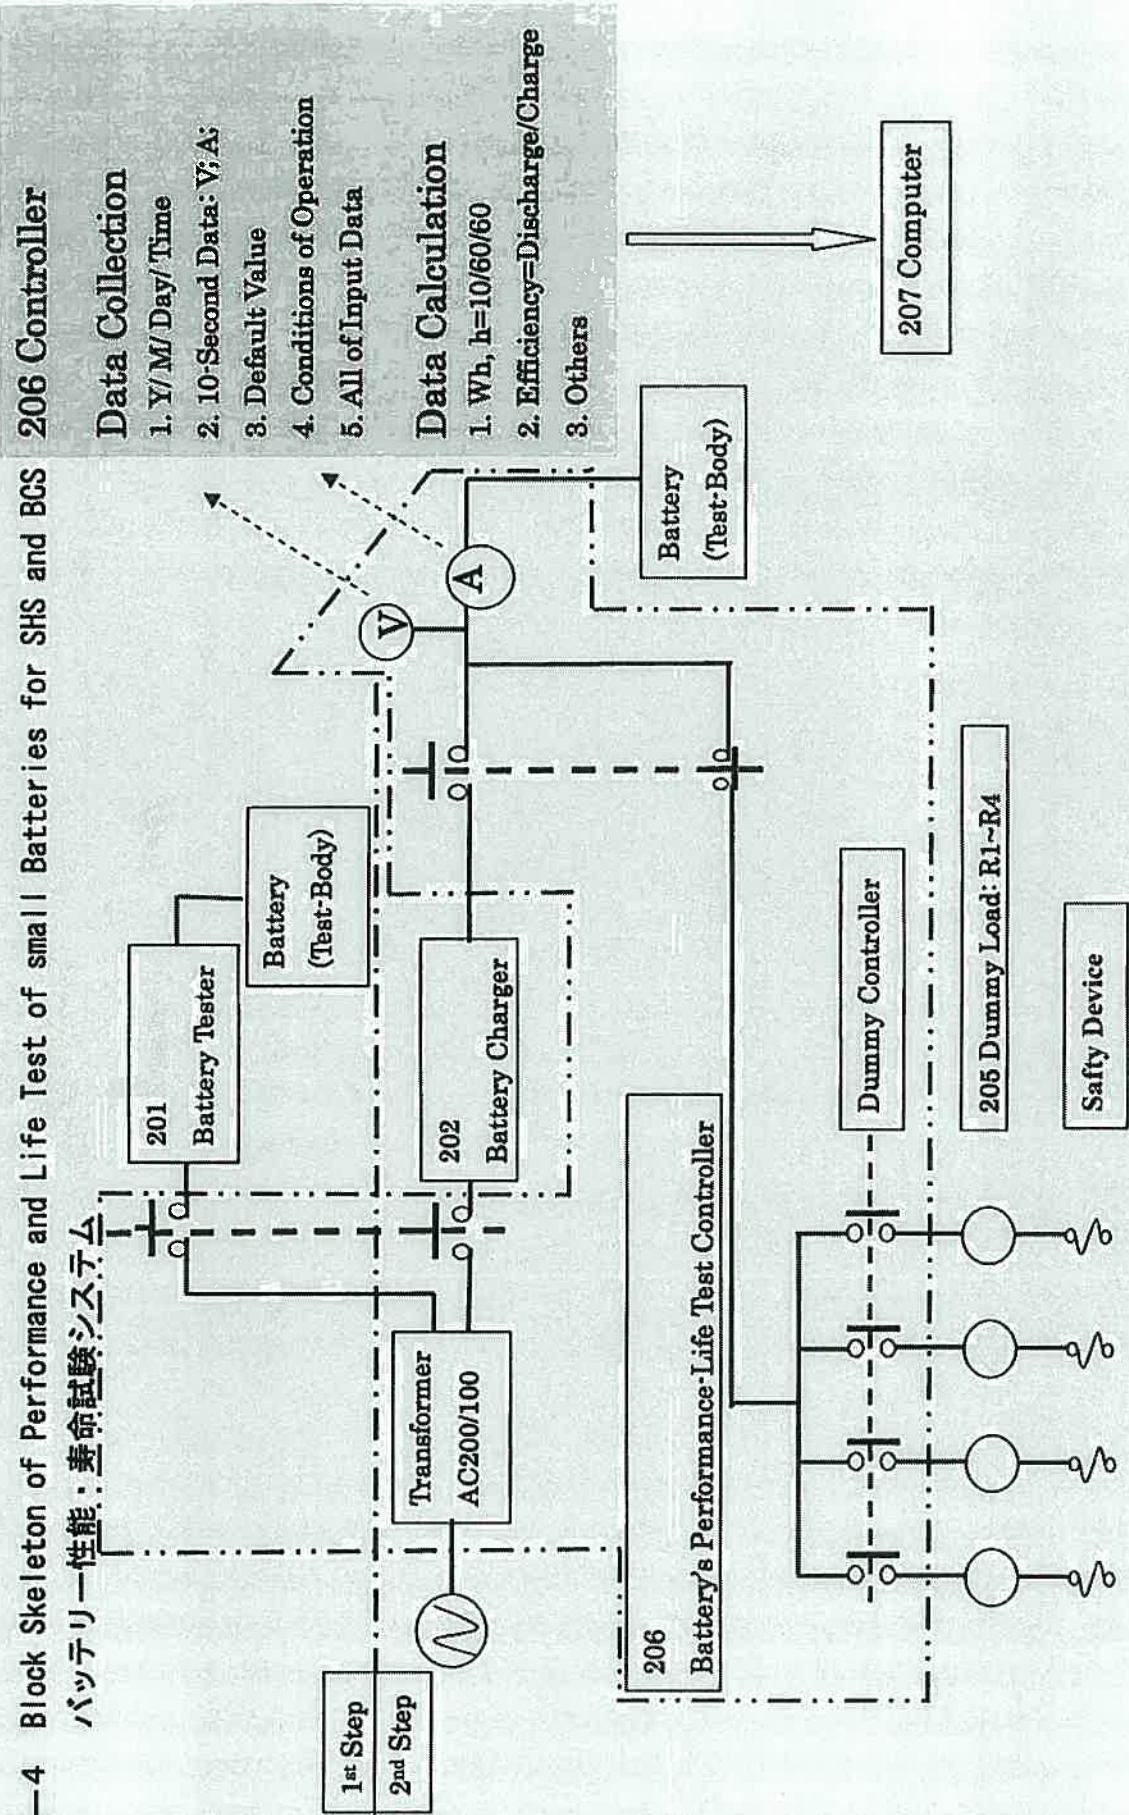 —4 Block Skeleton of Performance and Life Test of small Batteries for SHS and BCS
バッテリー性能・寿命試験システム
206 Controller
Data Collection
1. Y/ M/ Day/ Time
2. 10-Second Data: V; A;
3. Default Value
4. Conditions of Operation
5. All of Input Data
Data Calculation
1. Wh, h=10/60/60
2. Efficiency=Discharge/Charge
3. Others
207 Computer
201
Battery Tester
Battery
(Test-Body)
202
Battery Charger
V
A
Battery
(Test-Body)
Transformer
AC200/100
1st Step
2nd Step
206
Battery's Performance·Life Test Controller
Dummy Controller
205 Dummy Load: R1~R4
Safty Device